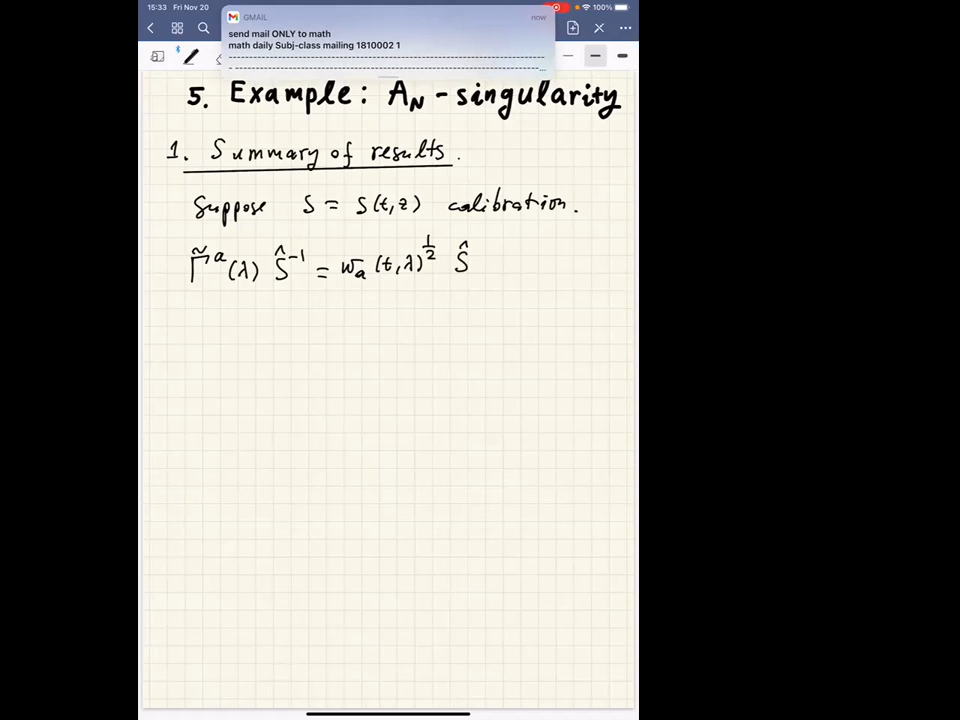 15:33 Fri Nov 20
100%
GMAIL now
send mail ONLY to math
math daily Subj-class mailing 1810002 1
--------------------------------------------------------------------------------
- --------------------------------------------------------------------------------...
5. Example: A_N - singularity
1. Summary of results.
Suppose S = S(t,z) calibration.
Γ̃^a(λ) Ŝ^{-1} = w_a(t,λ)^{1/2} Ŝ